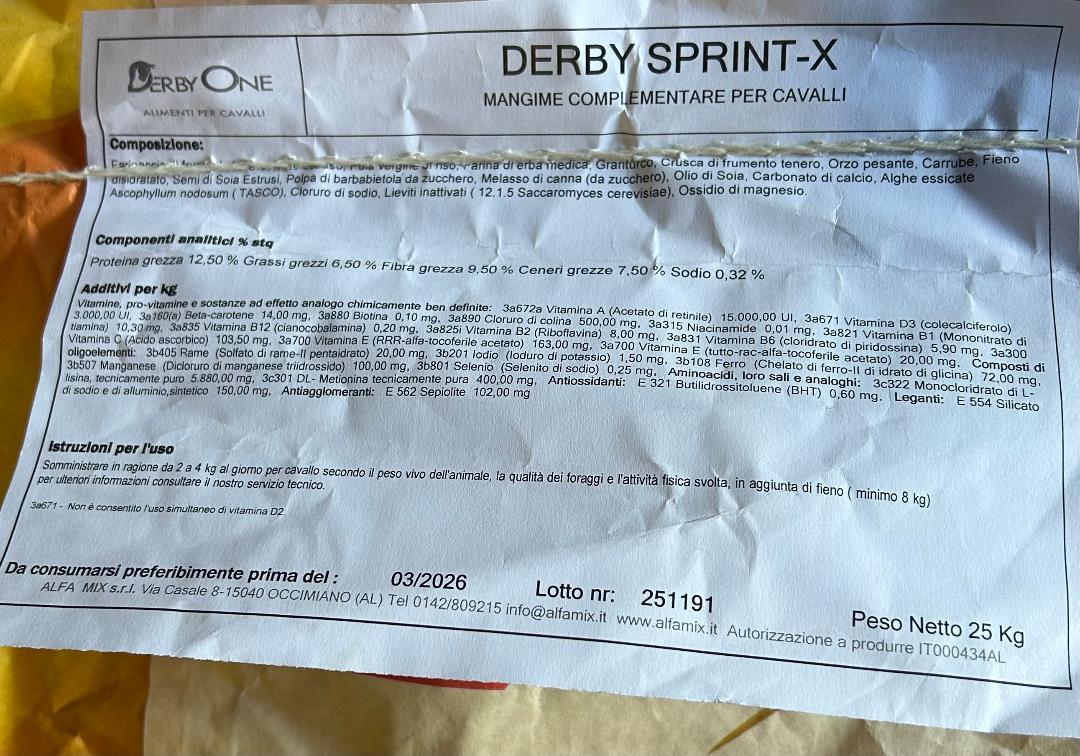 DERBY ONE
ALIMENTI PER CAVALLI
DERBY SPRINT-X
MANGIME COMPLEMENTARE PER CAVALLI
Composizione:
riso, Farina di erba medica, Granturco, Crusca di frumento tenero, Orzo pesante, Carrube, Fieno
disidratato, Semi di Soia Estrusi, Polpa di barbabietola da zucchero, Melasso di canna (da zucchero), Olio di Soia, Carbonato di calcio, Alghe essicate
Ascophyllum nodosum ( TASCO), Cloruro di sodio, Lieviti inattivati ( 12.1.5 Saccaromyces cerevisiae), Ossidio di magnesio.
Componenti analitici % stq
Proteina grezza 12,50 % Grassi grezzi 6,50 % Fibra grezza 9,50 % Ceneri grezze 7,50 % Sodio 0,32 %
Additivi per kg
Vitamine, pro-vitamine e sostanze ad effetto analogo chimicamente ben definite: 3a672a Vitamina A (Acetato di retinile) 15.000,00 UI, 3a671 Vitamina D3 (colecalciferolo)
3.000,00 UI, 3a160(a) Beta-carotene 14,00 mg, 3a880 Biotina 0,10 mg, 3a890 Cloruro di colina 500,00 mg, 3a315 Niacinamide 0,01 mg, 3a821 Vitamina B1 (Mononitrato di
tiamina) 10,30 mg, 3a835 Vitamina B12 (cianocobalamina) 0,20 mg, 3a825i Vitamina B2 (Riboflavina) 8,00 mg, 3a831 Vitamina B6 (cloridrato di piridossina) 5,90 mg, 3a300
Vitamina C (Acido ascorbico) 103,50 mg, 3a700 Vitamina E (RRR-alfa-tocoferile acetato) 163,00 mg, 3a700 Vitamina E (tutto-rac-alfa-tocoferile acetato) 20,00 mg, Composti di
oligoelementi: 3b405 Rame (Solfato di rame-II pentaidrato) 20,00 mg, 3b201 Iodio (Ioduro di potassio) 1,50 mg, 3b108 Ferro (Chelato di ferro-II di idrato di glicina) 72,00 mg,
3b507 Manganese (Dicloruro di manganese triidrossido) 100,00 mg, 3b801 Selenio (Selenito di sodio) 0,25 mg, Aminoacidi, loro sali e analoghi: 3c322 Monocloridrato di L-
lisina, tecnicamente puro 5.880,00 mg, 3c301 DL- Metionina tecnicamente pura 400,00 mg, Antiossidanti: E 321 Butilidrossitoluene (BHT) 0,60 mg, Leganti: E 554 Silicato
di sodio e di alluminio,sintetico 150,00 mg, Antiagglomeranti: E 562 Sepiolite 102,00 mg
Istruzioni per l'uso
Somministrare in ragione da 2 a 4 kg al giorno per cavallo secondo il peso vivo dell'animale, la qualità dei foraggi e l'attività fisica svolta, in aggiunta di fieno ( minimo 8 kg)
per ulteriori informazioni consultare il nostro servizio tecnico.
3a671 - Non è consentito l'uso simultaneo di vitamina D2
Da consumarsi preferibimente prima del : 03/2026 Lotto nr: 251191
Peso Netto 25 Kg
ALFA MIX s.r.l. Via Casale 8-15040 OCCIMIANO (AL) Tel 0142/809215 info@alfamix.it www.alfamix.it Autorizzazione a produrre IT000434AL